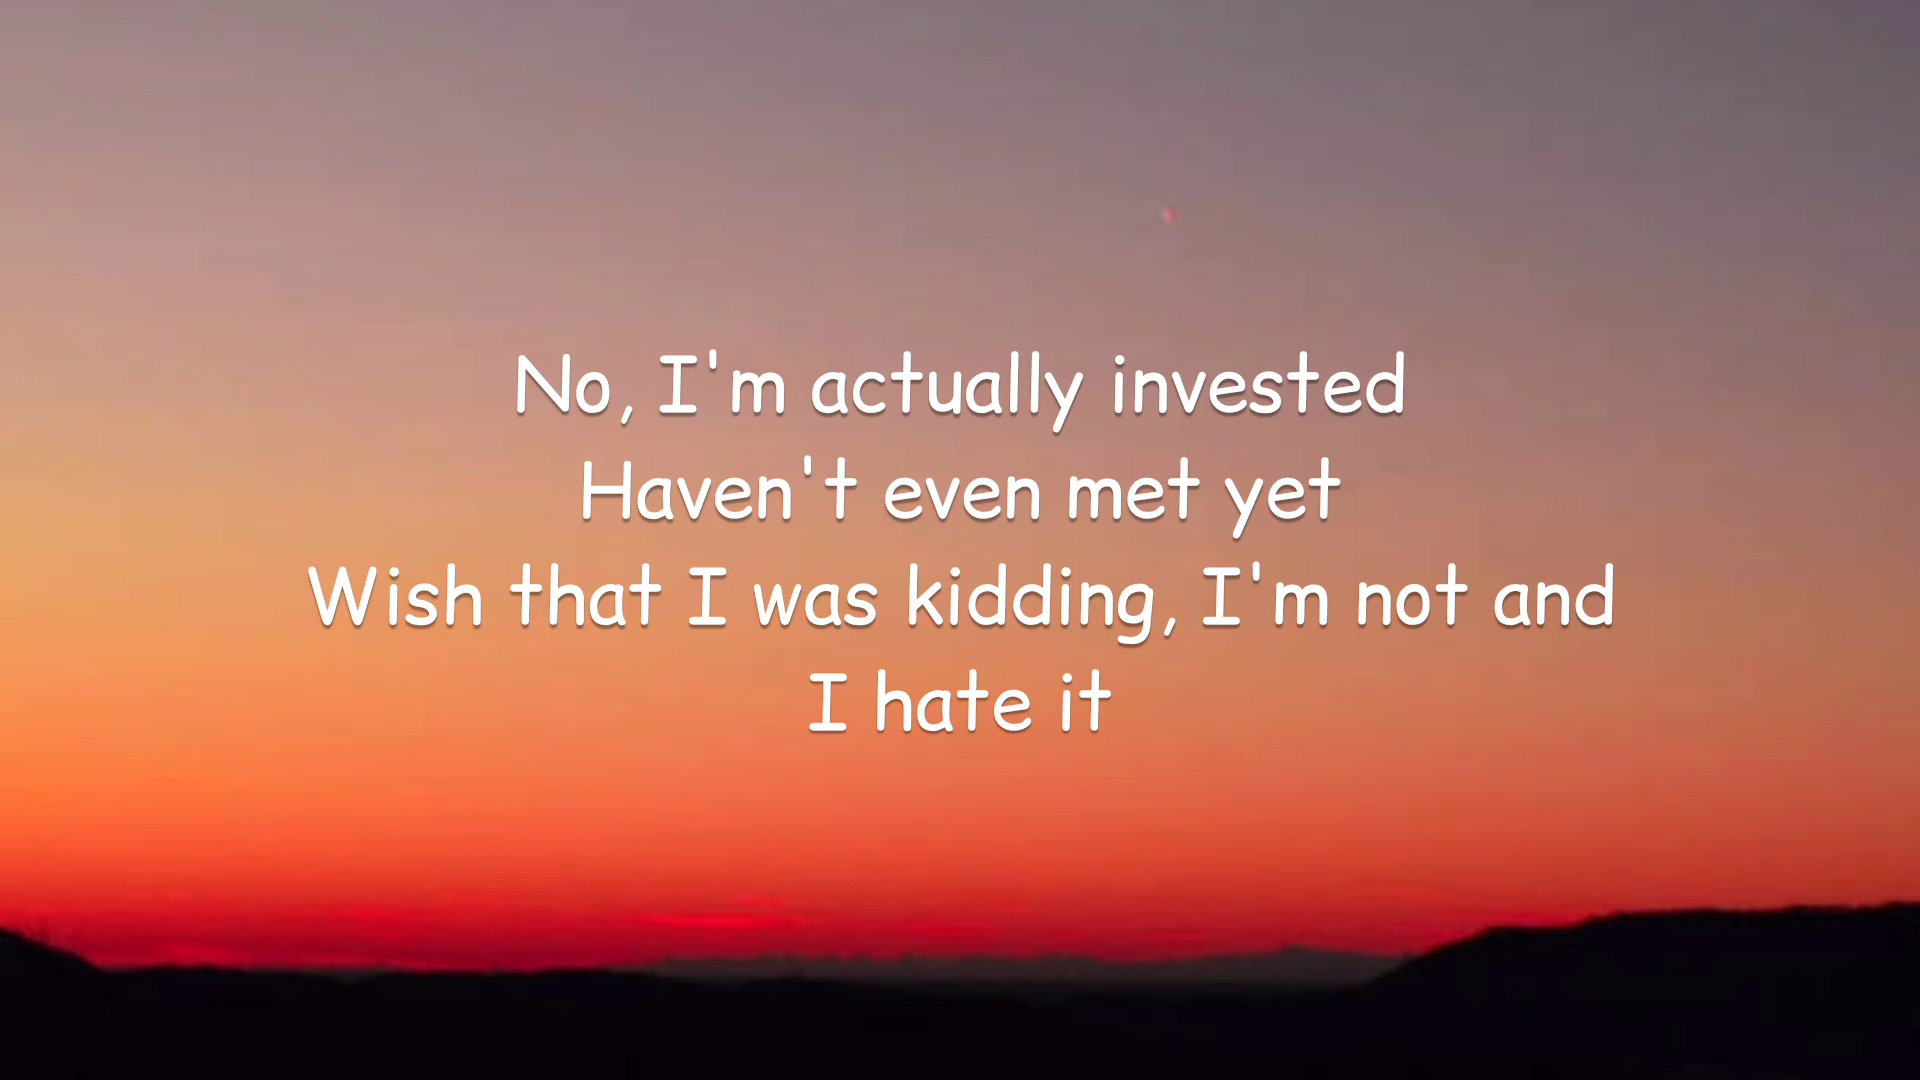 No, I'm actually invested
Haven't even met yet
Wish that I was kidding, I'm not and
I hate it